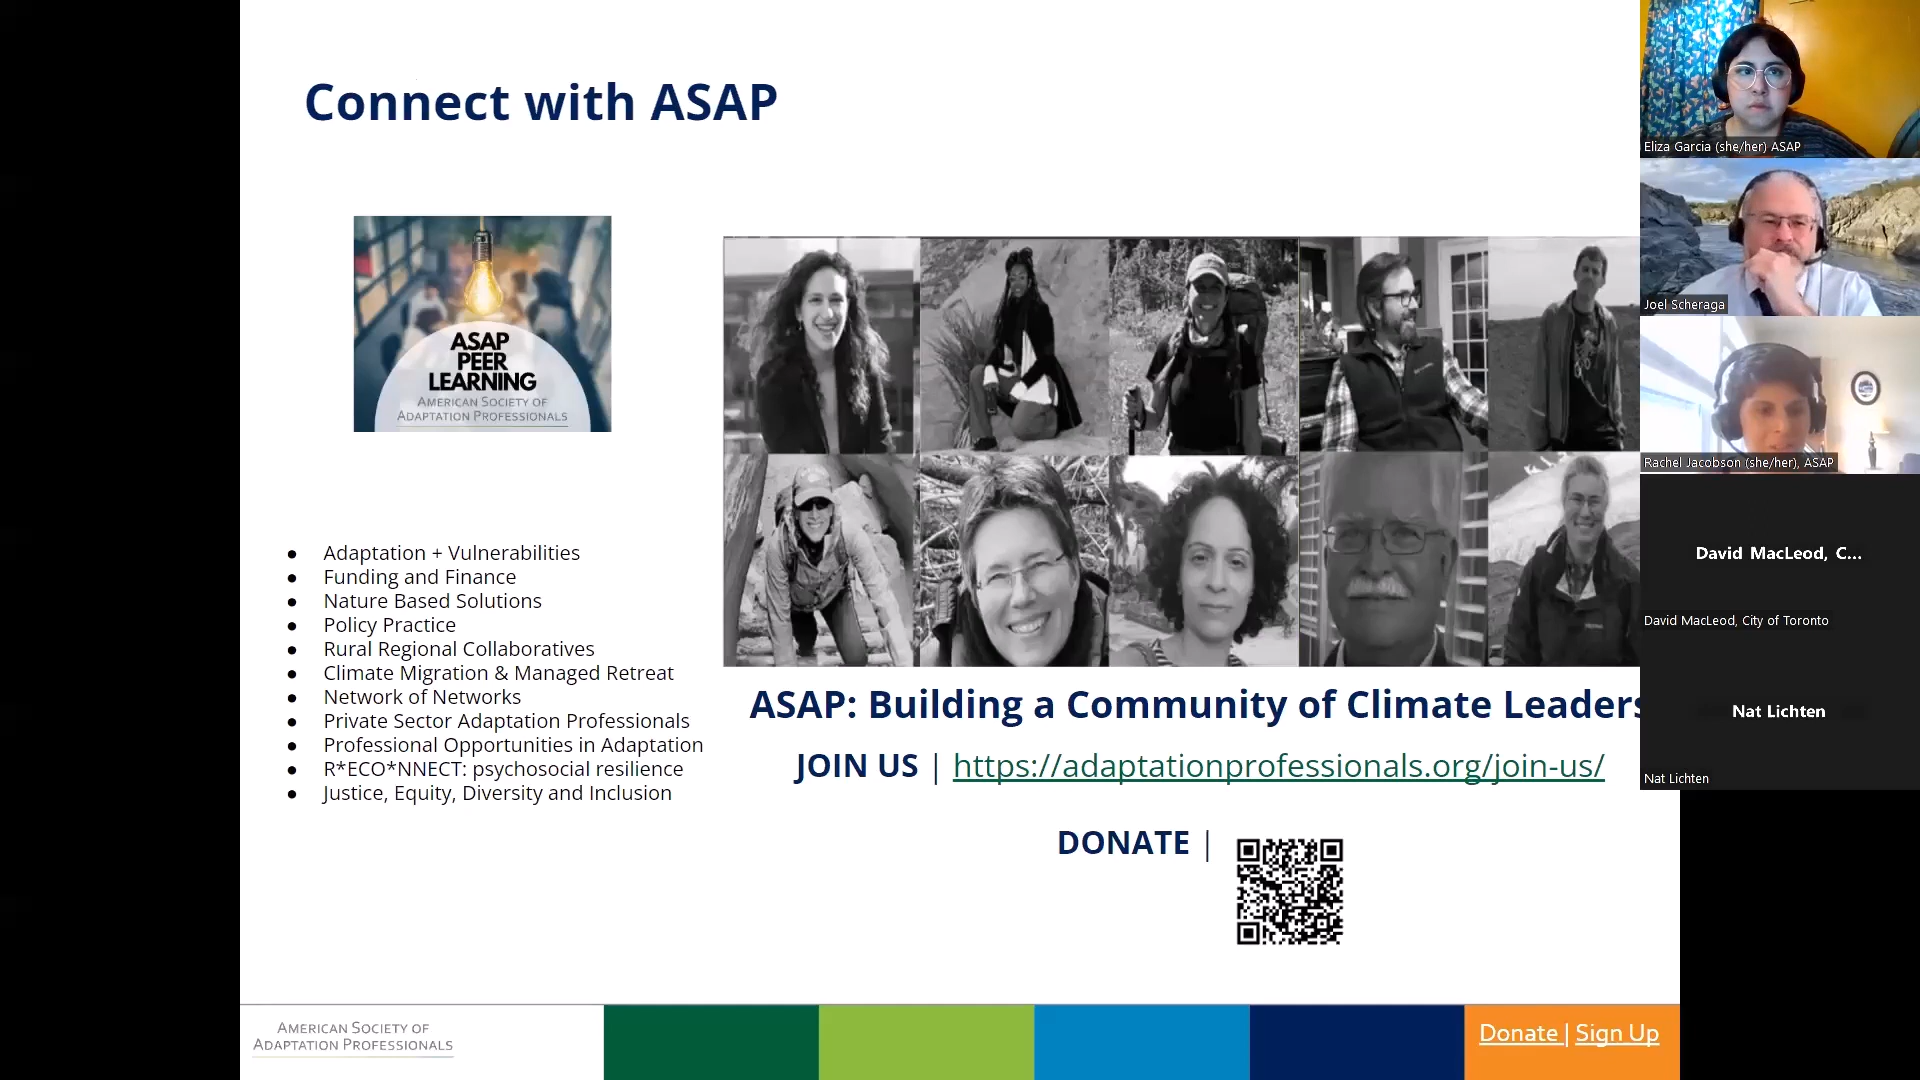 Connect with ASAP
ASAP
PEER
LEARNING
AMERICAN SOCIETY OF
ADAPTATION PROFESSIONALS
● Adaptation + Vulnerabilities
● Funding and Finance
● Nature Based Solutions
● Policy Practice
● Rural Regional Collaboratives
● Climate Migration & Managed Retreat
● Network of Networks
● Private Sector Adaptation Professionals
● Professional Opportunities in Adaptation
● R*ECO*NNECT: psychosocial resilience
● Justice, Equity, Diversity and Inclusion
ASAP: Building a Community of Climate Leaders
JOIN US | https://adaptationprofessionals.org/join-us/
DONATE |
AMERICAN SOCIETY OF
ADAPTATION PROFESSIONALS
Donate | Sign Up
Eliza Garcia (she/her) ASAP
Joel Scheraga
Rachel Jacobson (she/her), ASAP
David MacLeod, C...
David MacLeod, City of Toronto
Nat Lichten
Nat Lichten